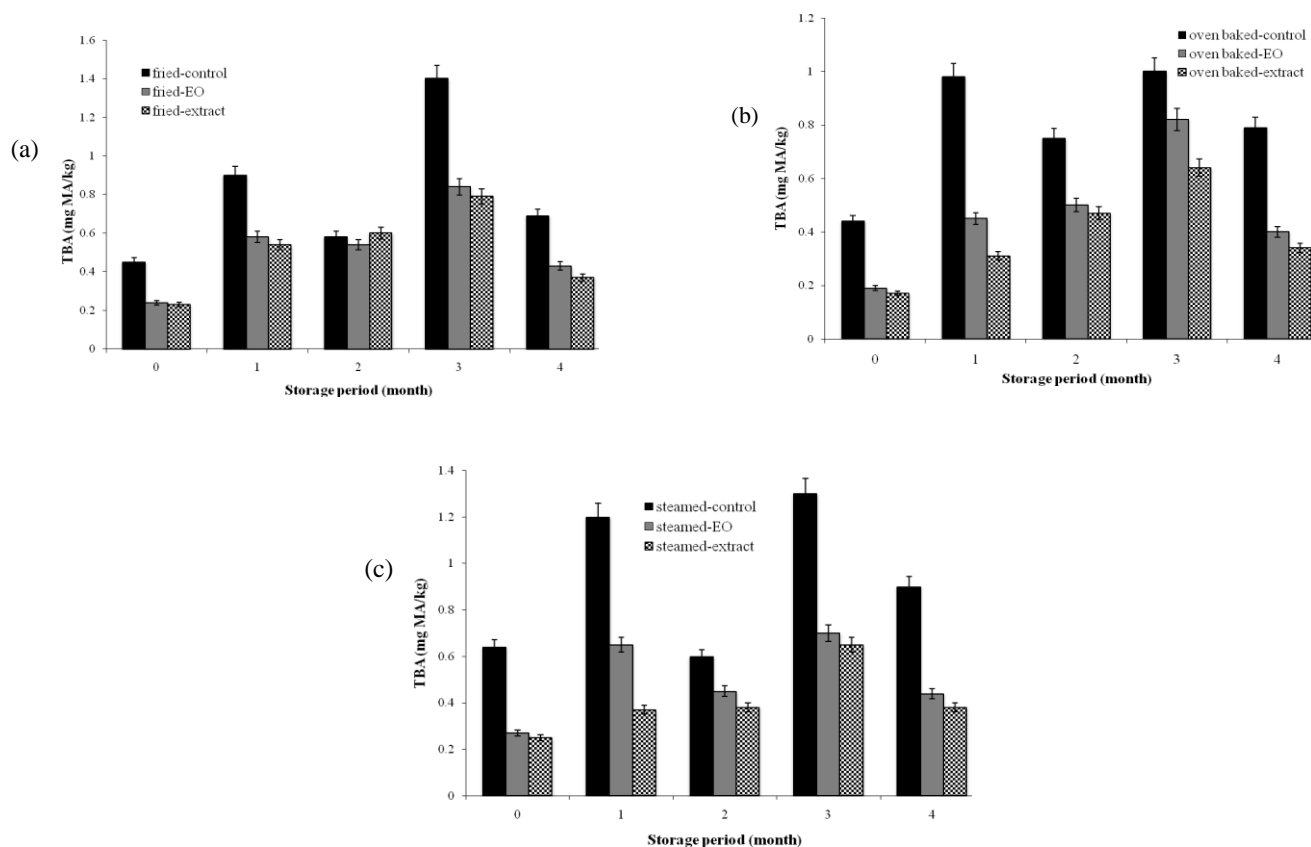 (a)
TBA (mg MA/kg)
1.6
1.4
1.2
1
0.8
0.6
0.4
0.2
0
fried-control
fried-EO
fried-extract
0 1 2 3 4
Storage period (month)
(b)
TBA (mg MA/kg)
1.2
1
0.8
0.6
0.4
0.2
0
oven baked-control
oven baked-EO
oven baked-extract
0 1 2 3 4
Storage period (month)
(c)
TBA (mg MA/kg)
1.4
1.2
1
0.8
0.6
0.4
0.2
0
steamed-control
steamed-EO
steamed-extract
0 1 2 3 4
Storage period (month)